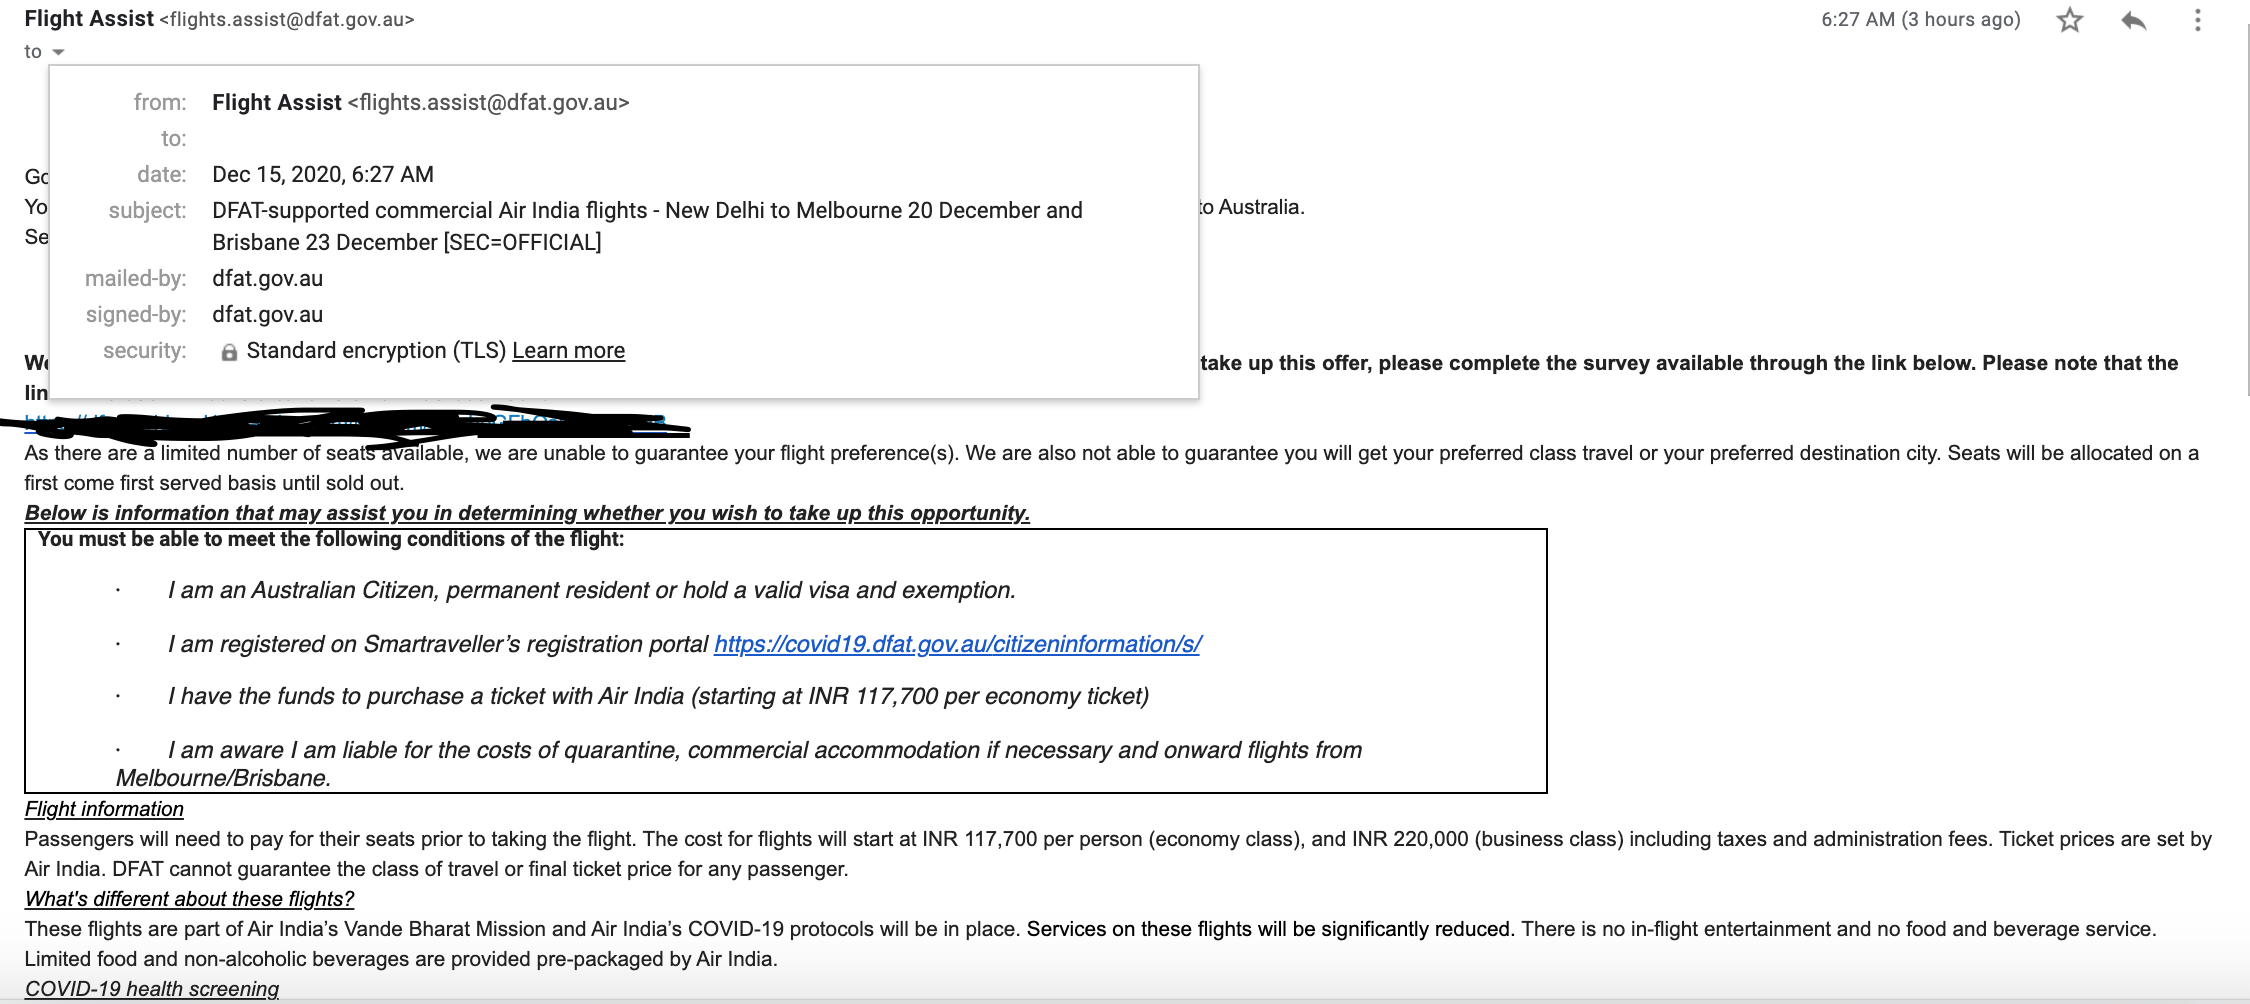 Flight Assist <flights.assist@dfat.gov.au>
6:27 AM (3 hours ago)
to
from: Flight Assist <flights.assist@dfat.gov.au>
to:
date: Dec 15, 2020, 6:27 AM
subject: DFAT-supported commercial Air India flights - New Delhi to Melbourne 20 December and
Brisbane 23 December [SEC=OFFICIAL]
mailed-by: dfat.gov.au
signed-by: dfat.gov.au
security: Standard encryption (TLS) Learn more
to Australia.
take up this offer, please complete the survey available through the link below. Please note that the
As there are a limited number of seats available, we are unable to guarantee your flight preference(s). We are also not able to guarantee you will get your preferred class travel or your preferred destination city. Seats will be allocated on a
first come first served basis until sold out.
Below is information that may assist you in determining whether you wish to take up this opportunity.
You must be able to meet the following conditions of the flight:
· I am an Australian Citizen, permanent resident or hold a valid visa and exemption.
· I am registered on Smartraveller’s registration portal https://covid19.dfat.gov.au/citizeninformation/s/
· I have the funds to purchase a ticket with Air India (starting at INR 117,700 per economy ticket)
· I am aware I am liable for the costs of quarantine, commercial accommodation if necessary and onward flights from
Melbourne/Brisbane.
Flight information
Passengers will need to pay for their seats prior to taking the flight. The cost for flights will start at INR 117,700 per person (economy class), and INR 220,000 (business class) including taxes and administration fees. Ticket prices are set by
Air India. DFAT cannot guarantee the class of travel or final ticket price for any passenger.
What's different about these flights?
These flights are part of Air India’s Vande Bharat Mission and Air India’s COVID-19 protocols will be in place. Services on these flights will be significantly reduced. There is no in-flight entertainment and no food and beverage service.
Limited food and non-alcoholic beverages are provided pre-packaged by Air India.
COVID-19 health screening